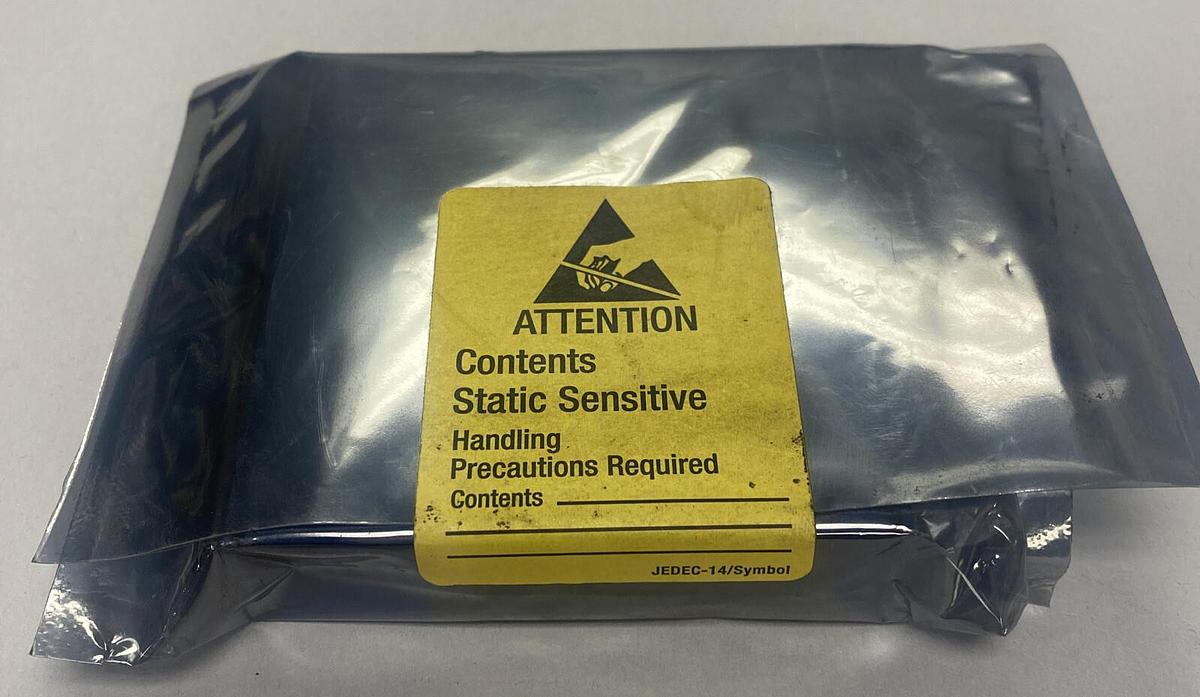 ATTENTION
Contents
Static Sensitive
Handling
Precautions Required
Contents
JEDEC-14/Symbol